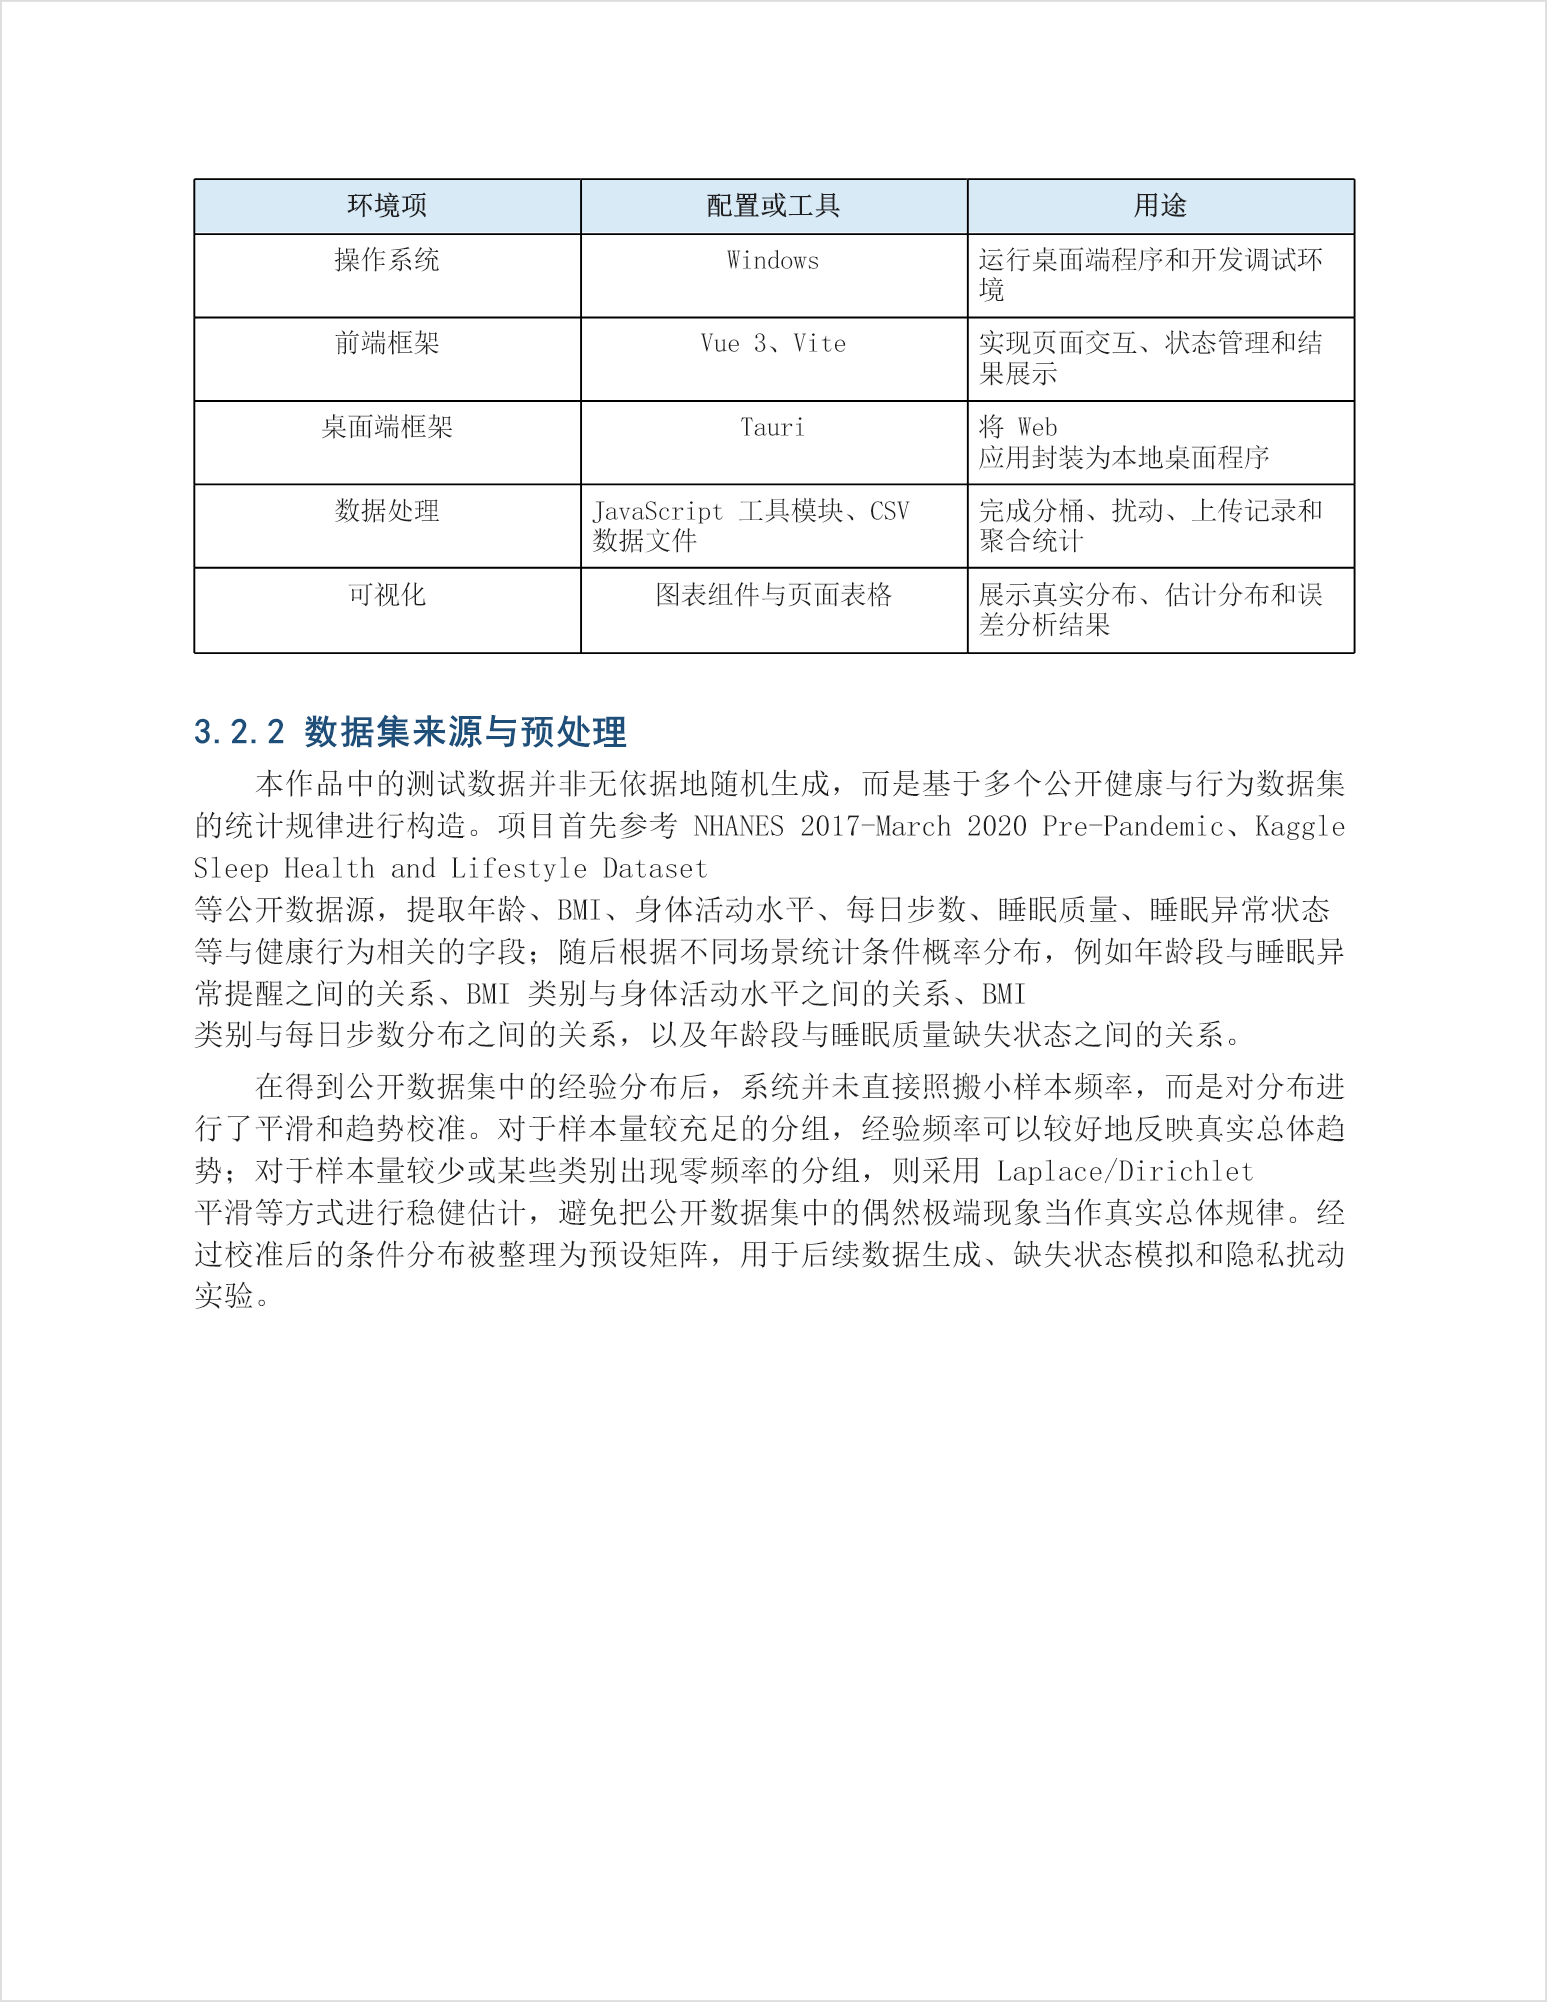 环境项 配置或工具 用途
操作系统 Windows 运行桌面端程序和开发调试环
境
前端框架 Vue 3、Vite 实现页面交互、状态管理和结
果展示
桌面端框架 Tauri 将 Web
应用封装为本地桌面程序
数据处理 JavaScript 工具模块、CSV 完成分桶、扰动、上传记录和
数据文件 聚合统计
可视化 图表组件与页面表格 展示真实分布、估计分布和误
差分析结果
3.2.2 数据集来源与预处理
本作品中的测试数据并非无依据地随机生成，而是基于多个公开健康与行为数据集
的统计规律进行构造。项目首先参考 NHANES 2017-March 2020 Pre-Pandemic、Kaggle
Sleep Health and Lifestyle Dataset
等公开数据源，提取年龄、BMI、身体活动水平、每日步数、睡眠质量、睡眠异常状态
等与健康行为相关的字段；随后根据不同场景统计条件概率分布，例如年龄段与睡眠异
常提醒之间的关系、BMI 类别与身体活动水平之间的关系、BMI
类别与每日步数分布之间的关系，以及年龄段与睡眠质量缺失状态之间的关系。
在得到公开数据集中的经验分布后，系统并未直接照搬小样本频率，而是对分布进
行了平滑和趋势校准。对于样本量较充足的分组，经验频率可以较好地反映真实总体趋
势；对于样本量较少或某些类别出现零频率的分组，则采用 Laplace/Dirichlet
平滑等方式进行稳健估计，避免把公开数据集中的偶然极端现象当作真实总体规律。经
过校准后的条件分布被整理为预设矩阵，用于后续数据生成、缺失状态模拟和隐私扰动
实验。